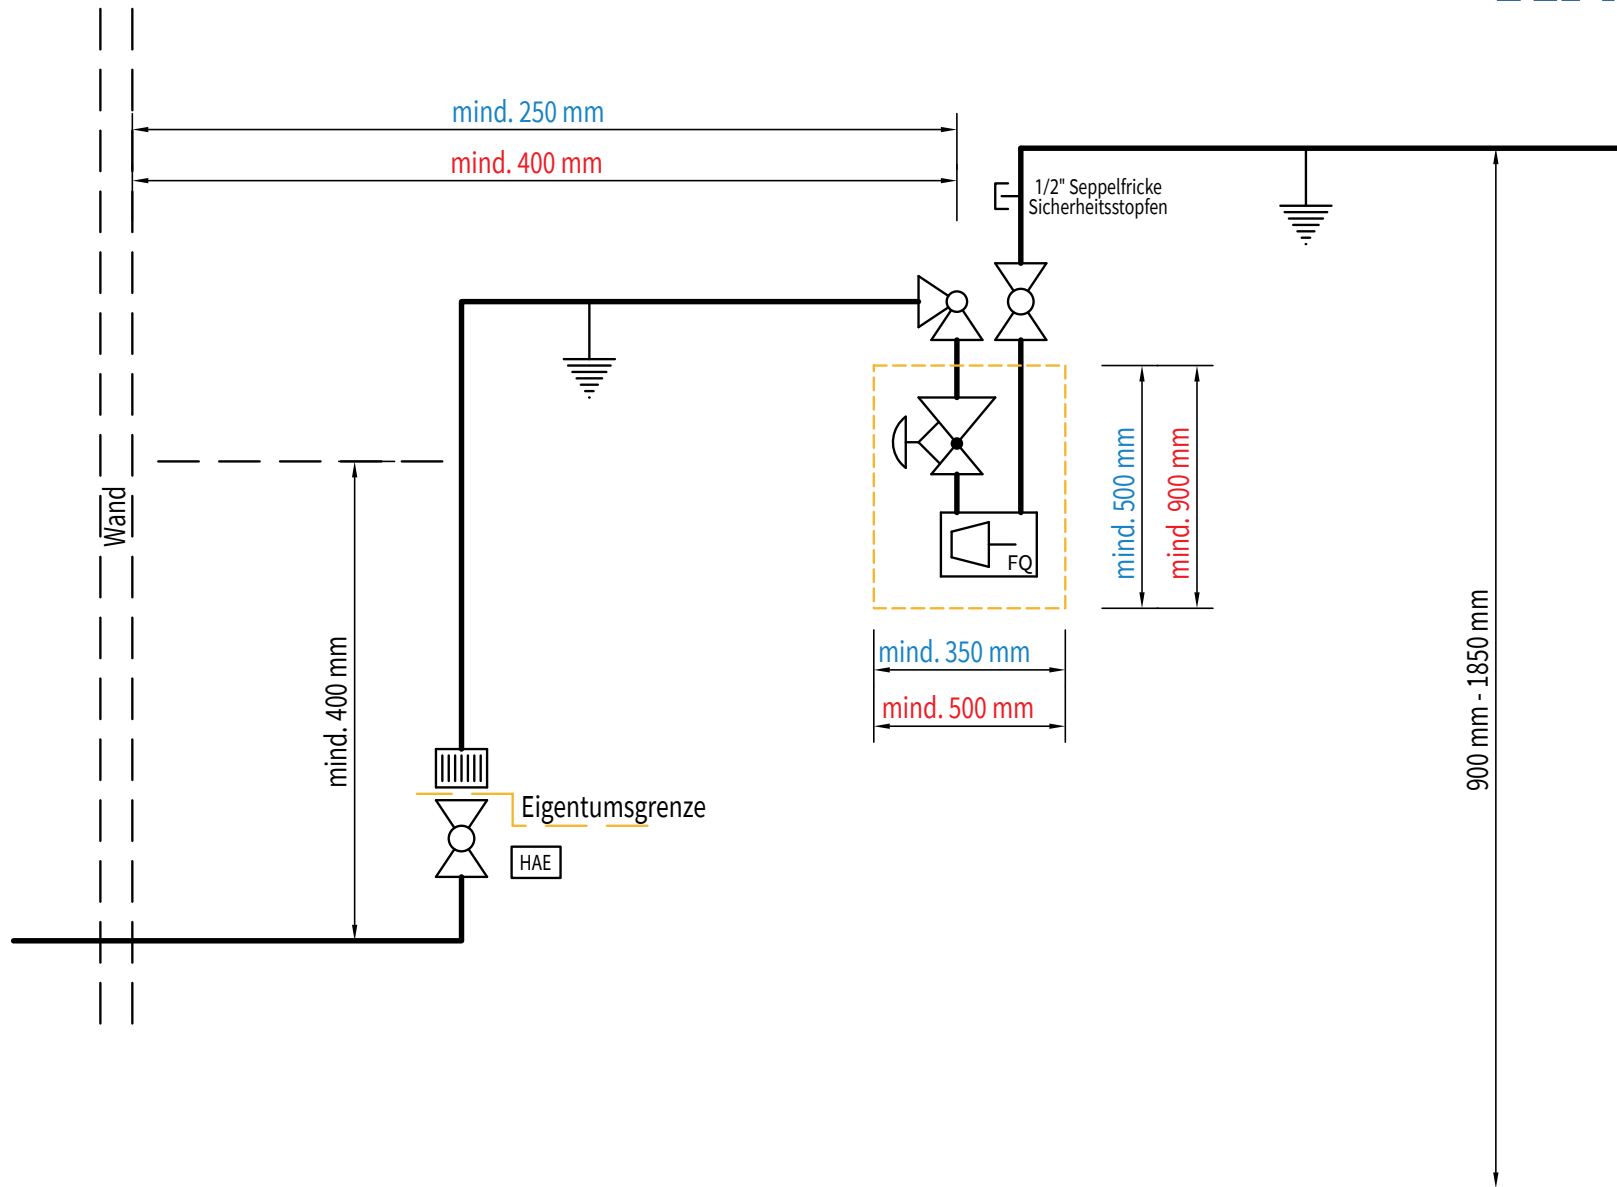 mind. 250 mm
mind. 400 mm
1/2" Seppelfricke
Sicherheitsstopfen
Wand
mind. 500 mm
mind. 900 mm
FQ
mind. 350 mm
mind. 500 mm
mind. 400 mm
900 mm - 1850 mm
Eigentumsgrenze
HAE